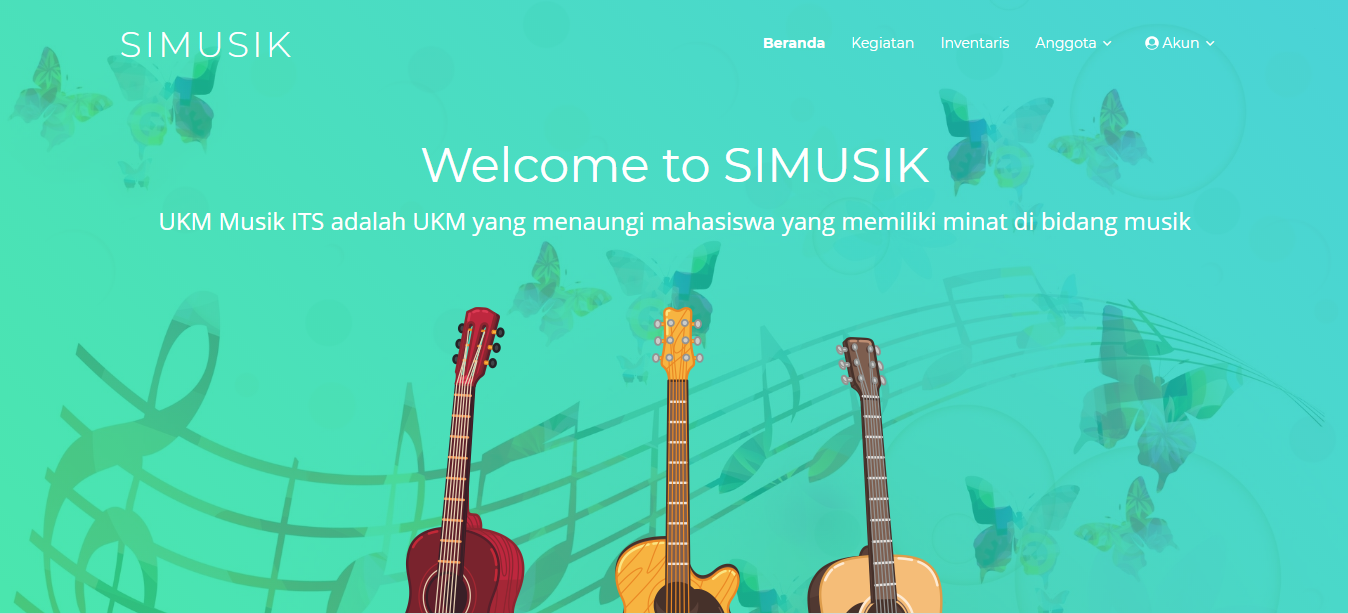 SIMUSIK
Beranda Kegiatan Inventaris Anggota Akun
Welcome to SIMUSIK
UKM Musik ITS adalah UKM yang menaungi mahasiswa yang memiliki minat di bidang musik